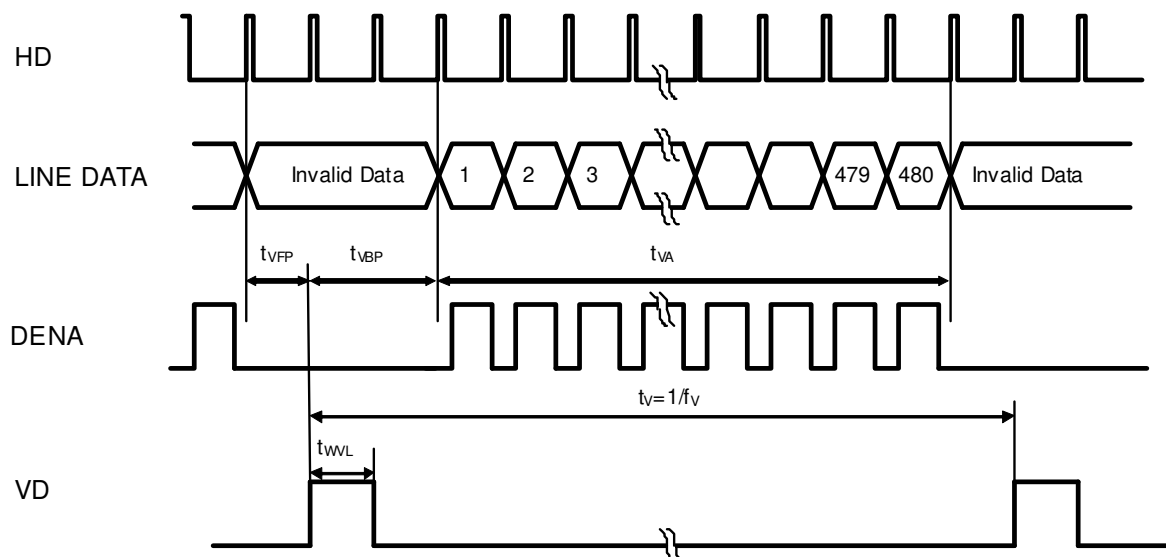 HD
LINE DATA
Invalid Data
1
2
3
479
480
Invalid Data
tVFP
tVBP
tVA
DENA
tV=1/fV
tWVL
VD